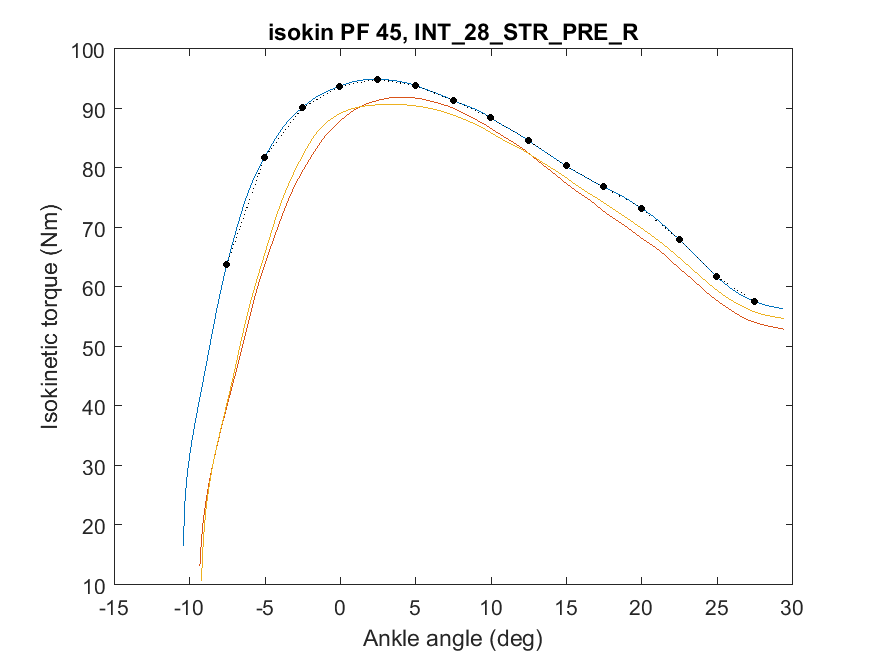 isokin PF 45, INT_28_STR_PRE_R
100
90
80
70
60
50
40
30
20
10
Isokinetic torque (Nm)
-15 -10 -5 0 5 10 15 20 25 30
Ankle angle (deg)